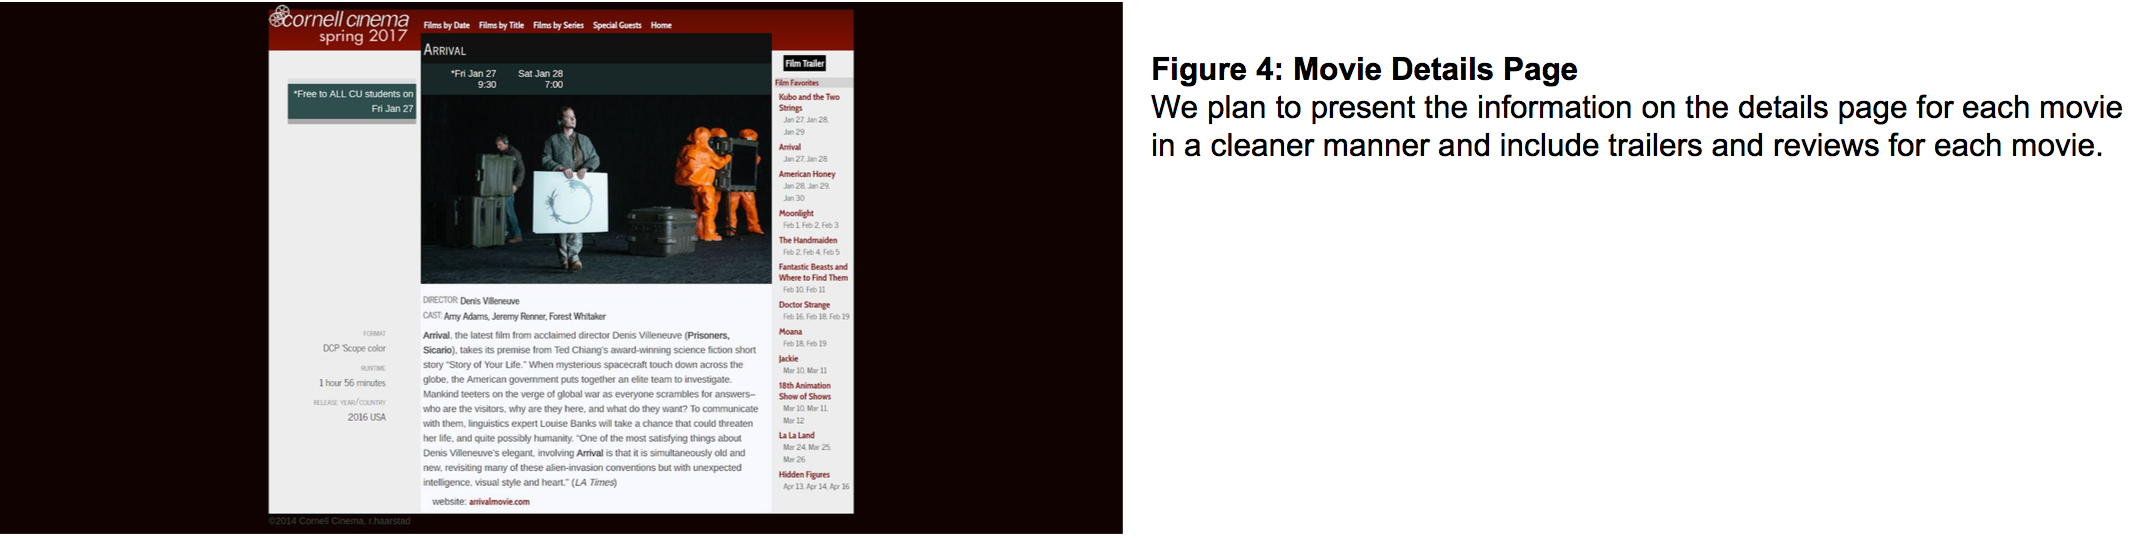 cornell cinema
spring 2017
Films by Date Films by Title Films by Series Special Guests Home
ARRIVAL
*Fri Jan 27 Sat Jan 28
9:30 7:00
*Free to ALL CU students on
Fri Jan 27
FORMAT
DCP 'Scope color
RUNTIME
1 hour 56 minutes
RELEASE YEAR/COUNTRY
2016 USA
DIRECTOR: Denis Villeneuve
CAST: Amy Adams, Jeremy Renner, Forest Whitaker
Arrival, the latest film from acclaimed director Denis Villeneuve (Prisoners,
Sicario), takes its premise from Ted Chiang's award-winning science fiction short
story "Story of Your Life." When mysterious spacecraft touch down across the
globe, the American government puts together an elite team to investigate.
Mankind teeters on the verge of global war as everyone scrambles for answers–
who are the visitors, why are they here, and what do they want? To communicate
with them, linguistics expert Louise Banks will take a chance that could threaten
her life, and quite possibly humanity. "One of the most satisfying things about
Denis Villeneuve's elegant, involving Arrival is that it is simultaneously old and
new, revisiting many of these alien-invasion conventions but with unexpected
intelligence, visual style and heart." (LA Times)
website: arrivalmovie.com
Film Trailer
Film Favorites
Kubo and the Two
Strings
Jan 27, Jan 28,
Jan 29
Arrival
Jan 27, Jan 28
American Honey
Jan 28, Jan 29,
Jan 30
Moonlight
Feb 1, Feb 2, Feb 3
The Handmaiden
Feb 2, Feb 4, Feb 5
Fantastic Beasts and
Where to Find Them
Feb 10, Feb 11
Doctor Strange
Feb 16, Feb 18, Feb 19
Moana
Feb 18, Feb 19
Jackie
Mar 10, Mar 11
18th Animation
Show of Shows
Mar 10, Mar 11,
Mar 12
La La Land
Mar 24, Mar 25,
Mar 26
Hidden Figures
Apr 13, Apr 14, Apr 16
©2014 Cornell Cinema, r.haarstad
Figure 4: Movie Details Page
We plan to present the information on the details page for each movie
in a cleaner manner and include trailers and reviews for each movie.